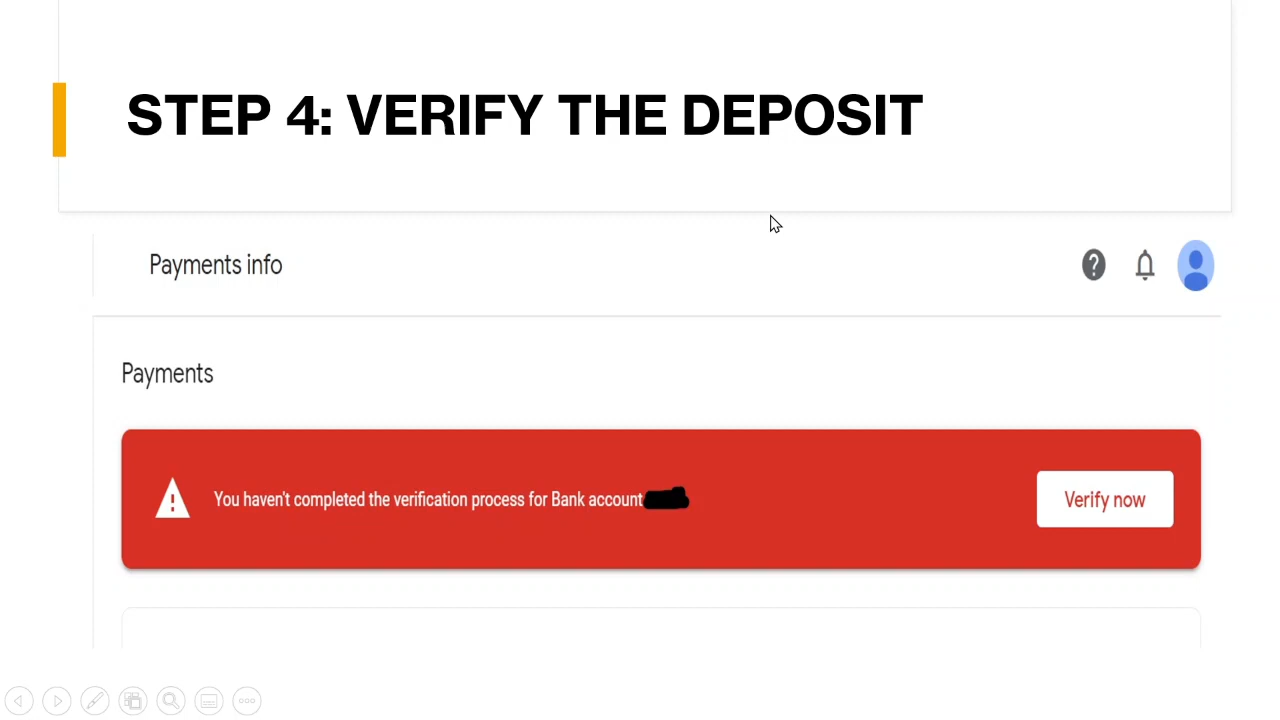 STEP 4: VERIFY THE DEPOSIT
Payments info
Payments
You haven't completed the verification process for Bank account
Verify now